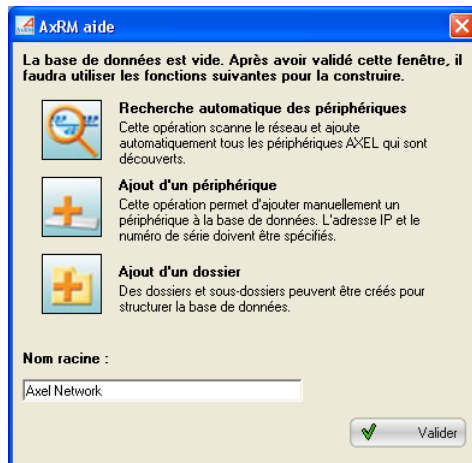 AxRM aide
La base de données est vide. Après avoir validé cette fenêtre, il
faudra utiliser les fonctions suivantes pour la construire.
Recherche automatique des périphériques
Cette opération scanne le réseau et ajoute
automatiquement tous les périphériques AXEL qui sont
découverts.
Ajout d'un périphérique
Cette opération permet d'ajouter manuellement un
périphérique à la base de données. L'adresse IP et le
numéro de série doivent être spécifiés.
Ajout d'un dossier
Des dossiers et sous-dossiers peuvent être créés pour
structurer la base de données.
Nom racine :
Axel Network
Valider